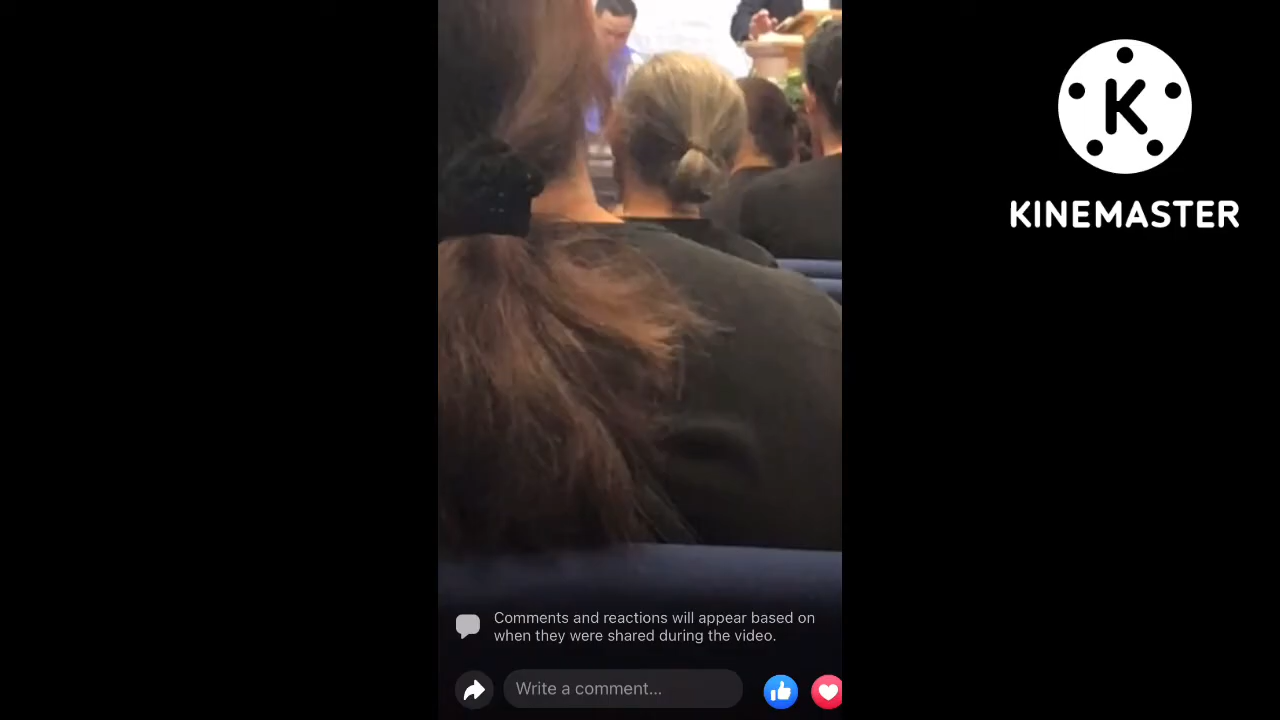 K
KINEMASTER
Comments and reactions will appear based on
when they were shared during the video.
Write a comment...